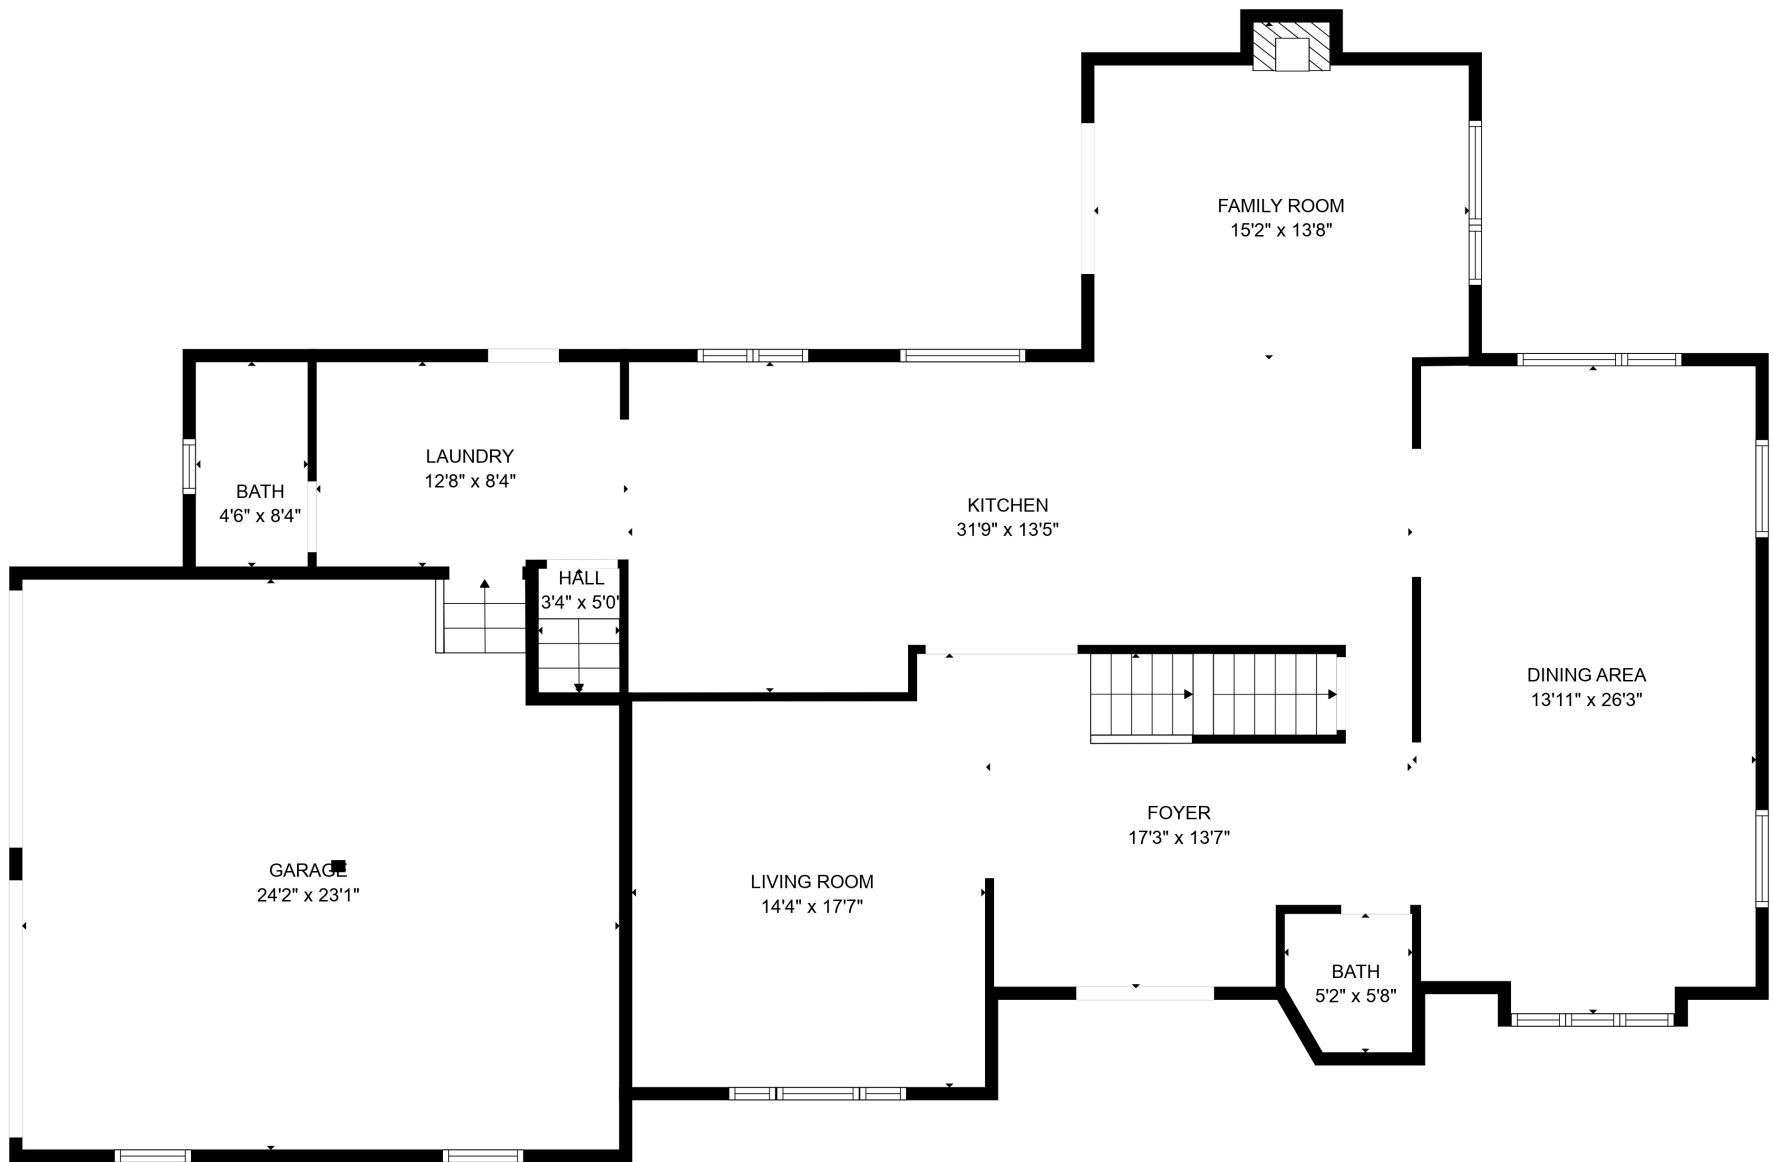 FAMILY ROOM
15'2" x 13'8"
LAUNDRY
12'8" x 8'4"
BATH
4'6" x 8'4"
KITCHEN
31'9" x 13'5"
HALL
3'4" x 5'0"
DINING AREA
13'11" x 26'3"
FOYER
17'3" x 13'7"
GARAGE
24'2" x 23'1"
LIVING ROOM
14'4" x 17'7"
BATH
5'2" x 5'8"